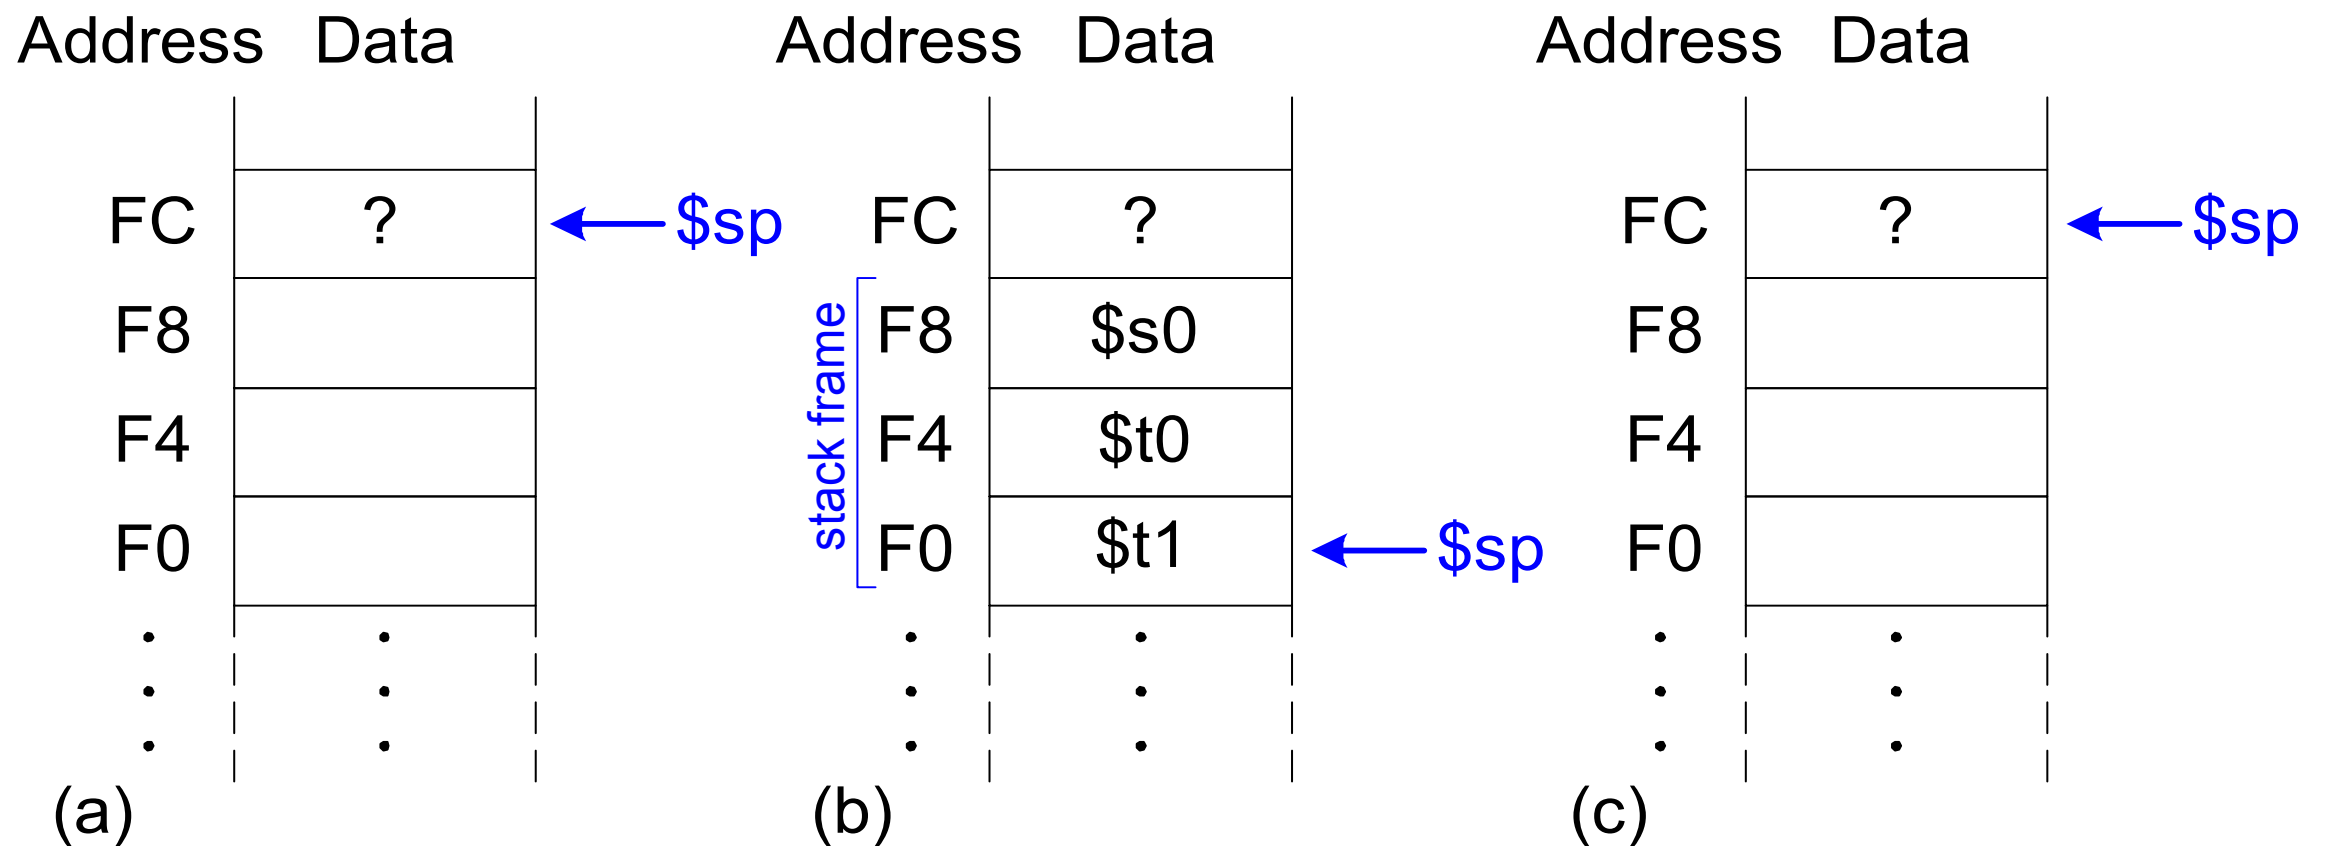 Address Data Address Data Address Data
FC ? $sp FC ? FC ? $sp
F8 F8 $s0 F8
F4 F4 $t0 F4
F0 F0 $t1 $sp F0
stack frame
(a) (b) (c)